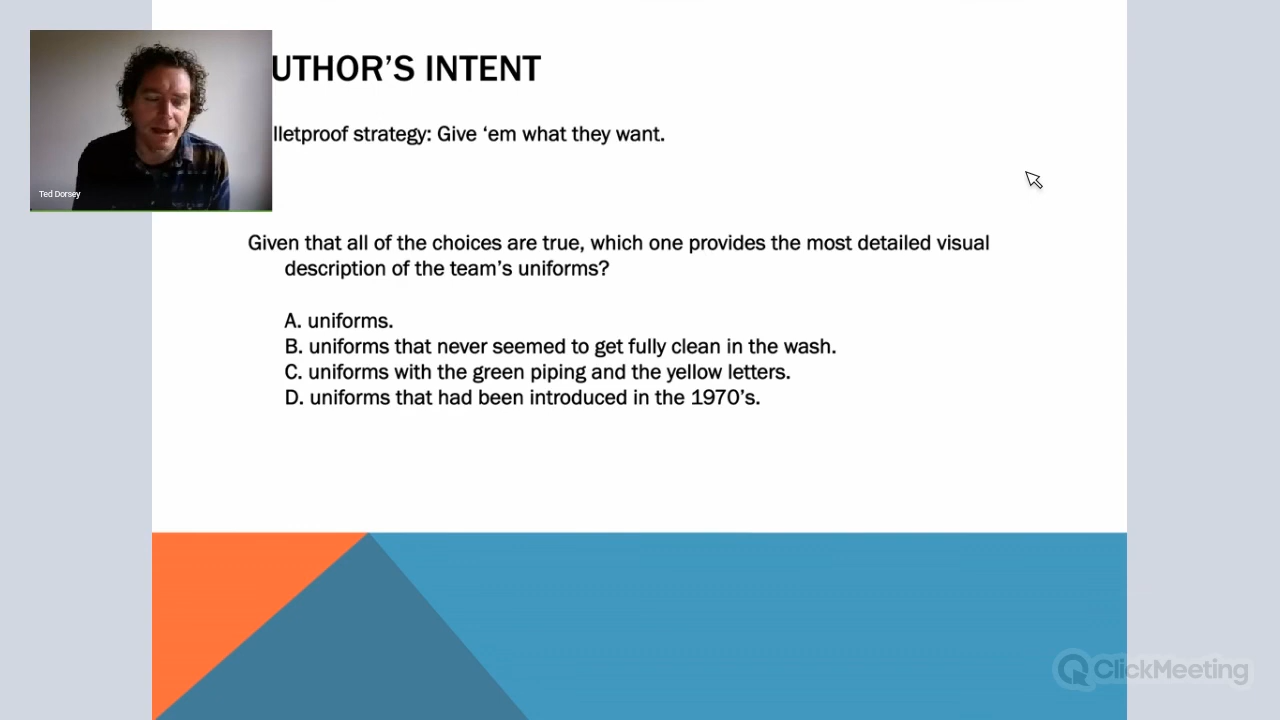 UTHOR'S INTENT
lletproof strategy: Give 'em what they want.
Ted Dorsey
Given that all of the choices are true, which one provides the most detailed visual
description of the team's uniforms?
A. uniforms.
B. uniforms that never seemed to get fully clean in the wash.
C. uniforms with the green piping and the yellow letters.
D. uniforms that had been introduced in the 1970's.
ClickMeeting